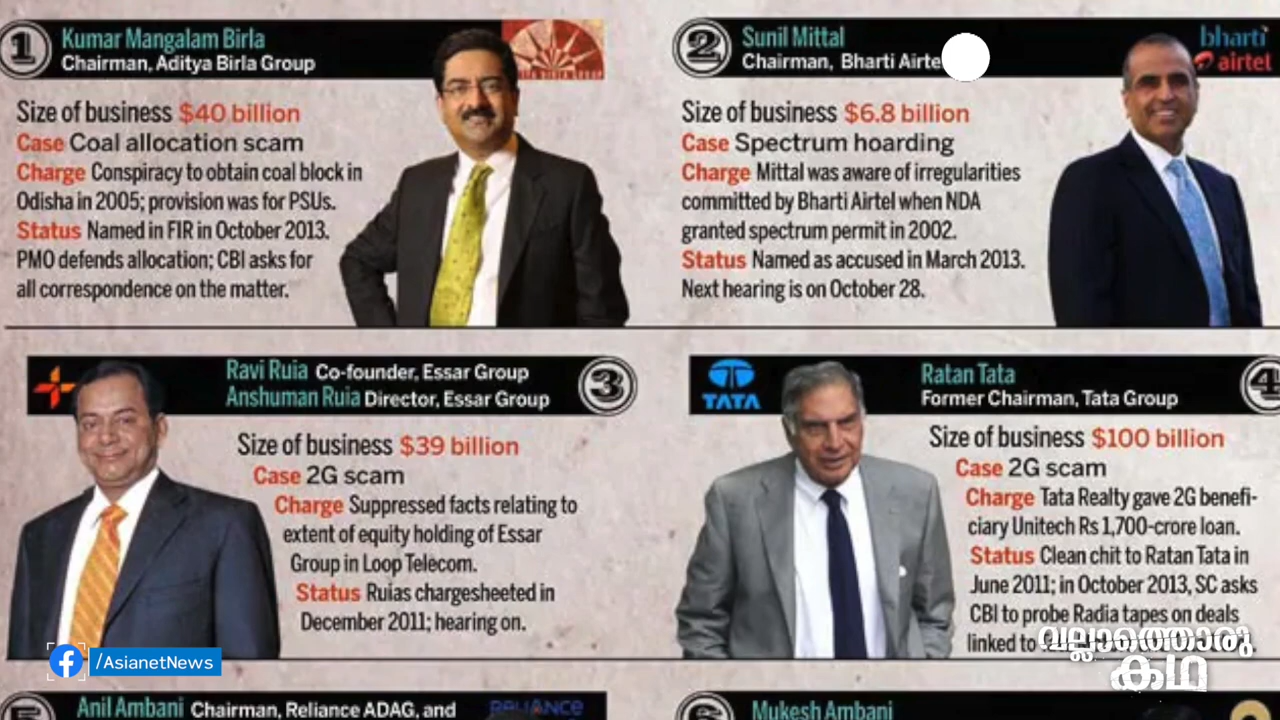 1
Kumar Mangalam Birla
Chairman, Aditya Birla Group
Size of business $40 billion
Case Coal allocation scam
Charge Conspiracy to obtain coal block in
Odisha in 2005; provision was for PSUs.
Status Named in FIR in October 2013.
PMO defends allocation; CBI asks for
all correspondence on the matter.
2
Sunil Mittal
Chairman, Bharti
bharti
airtel
Size of business $6.8 billion
Case Spectrum hoarding
Charge Mittal was aware of irregularities
committed by Bharti Airtel when NDA
granted spectrum permit in 2002.
Status Named as accused in March 2013.
Next hearing is on October 28.
Ravi Ruia Co-founder, Essar Group
Anshuman Ruia Director, Essar Group
3
Size of business $39 billion
Case 2G scam
Charge Suppressed facts relating to
extent of equity holding of Essar
Group in Loop Telecom.
Status Ruias chargesheeted in
December 2011; hearing on.
TATA
Ratan Tata
Former Chairman, Tata Group
4
Size of business $100 billion
Case 2G scam
Charge Tata Realty gave 2G benefi-
ciary Unitech Rs 1,700-crore loan.
Status Clean chit to Ratan Tata in
June 2011; in October 2013, SC asks
CBI to probe Radia tapes on deals
linked to
/AsianetNews
വല്ലാത്തൊരു
കഥ
Anil Ambani Chairman, Reliance ADAG, and
RELIANCE
Mukesh Ambani